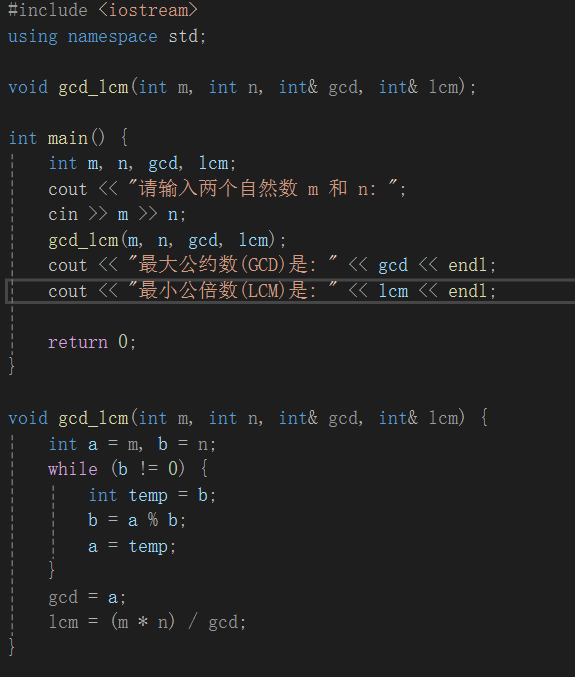 #include <iostream>
using namespace std;
void gcd_lcm(int m, int n, int& gcd, int& lcm);
int main() {
int m, n, gcd, lcm;
cout << "请输入两个自然数 m 和 n: ";
cin >> m >> n;
gcd_lcm(m, n, gcd, lcm);
cout << "最大公约数(GCD)是: " << gcd << endl;
cout << "最小公倍数(LCM)是: " << lcm << endl;
return 0;
}
void gcd_lcm(int m, int n, int& gcd, int& lcm) {
int a = m, b = n;
while (b != 0) {
int temp = b;
b = a % b;
a = temp;
}
gcd = a;
lcm = (m * n) / gcd;
}